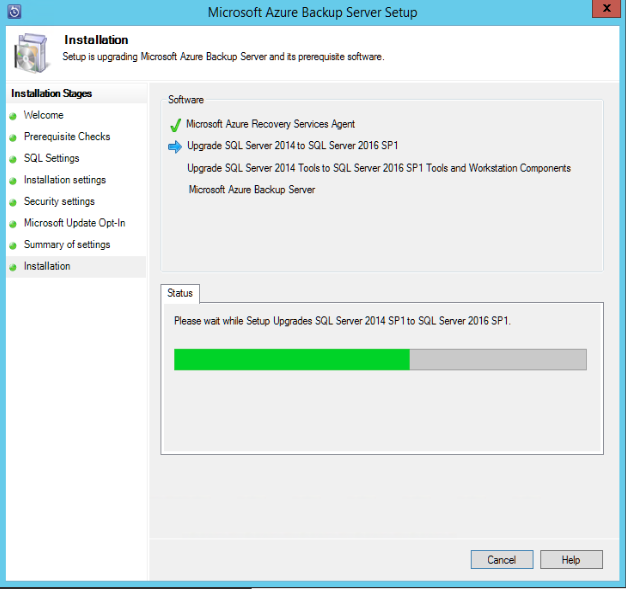 Microsoft Azure Backup Server Setup
x
Installation
Setup is upgrading Microsoft Azure Backup Server and its prerequisite software.
Installation Stages
Welcome
Prerequisite Checks
SQL Settings
Installation settings
Security settings
Microsoft Update Opt-In
Summary of settings
Installation
Software
Microsoft Azure Recovery Services Agent
Upgrade SQL Server 2014 to SQL Server 2016 SP1
Upgrade SQL Server 2014 Tools to SQL Server 2016 SP1 Tools and Workstation Components
Microsoft Azure Backup Server
Status
Please wait while Setup Upgrades SQL Server 2014 SP1 to SQL Server 2016 SP1.
Cancel
Help